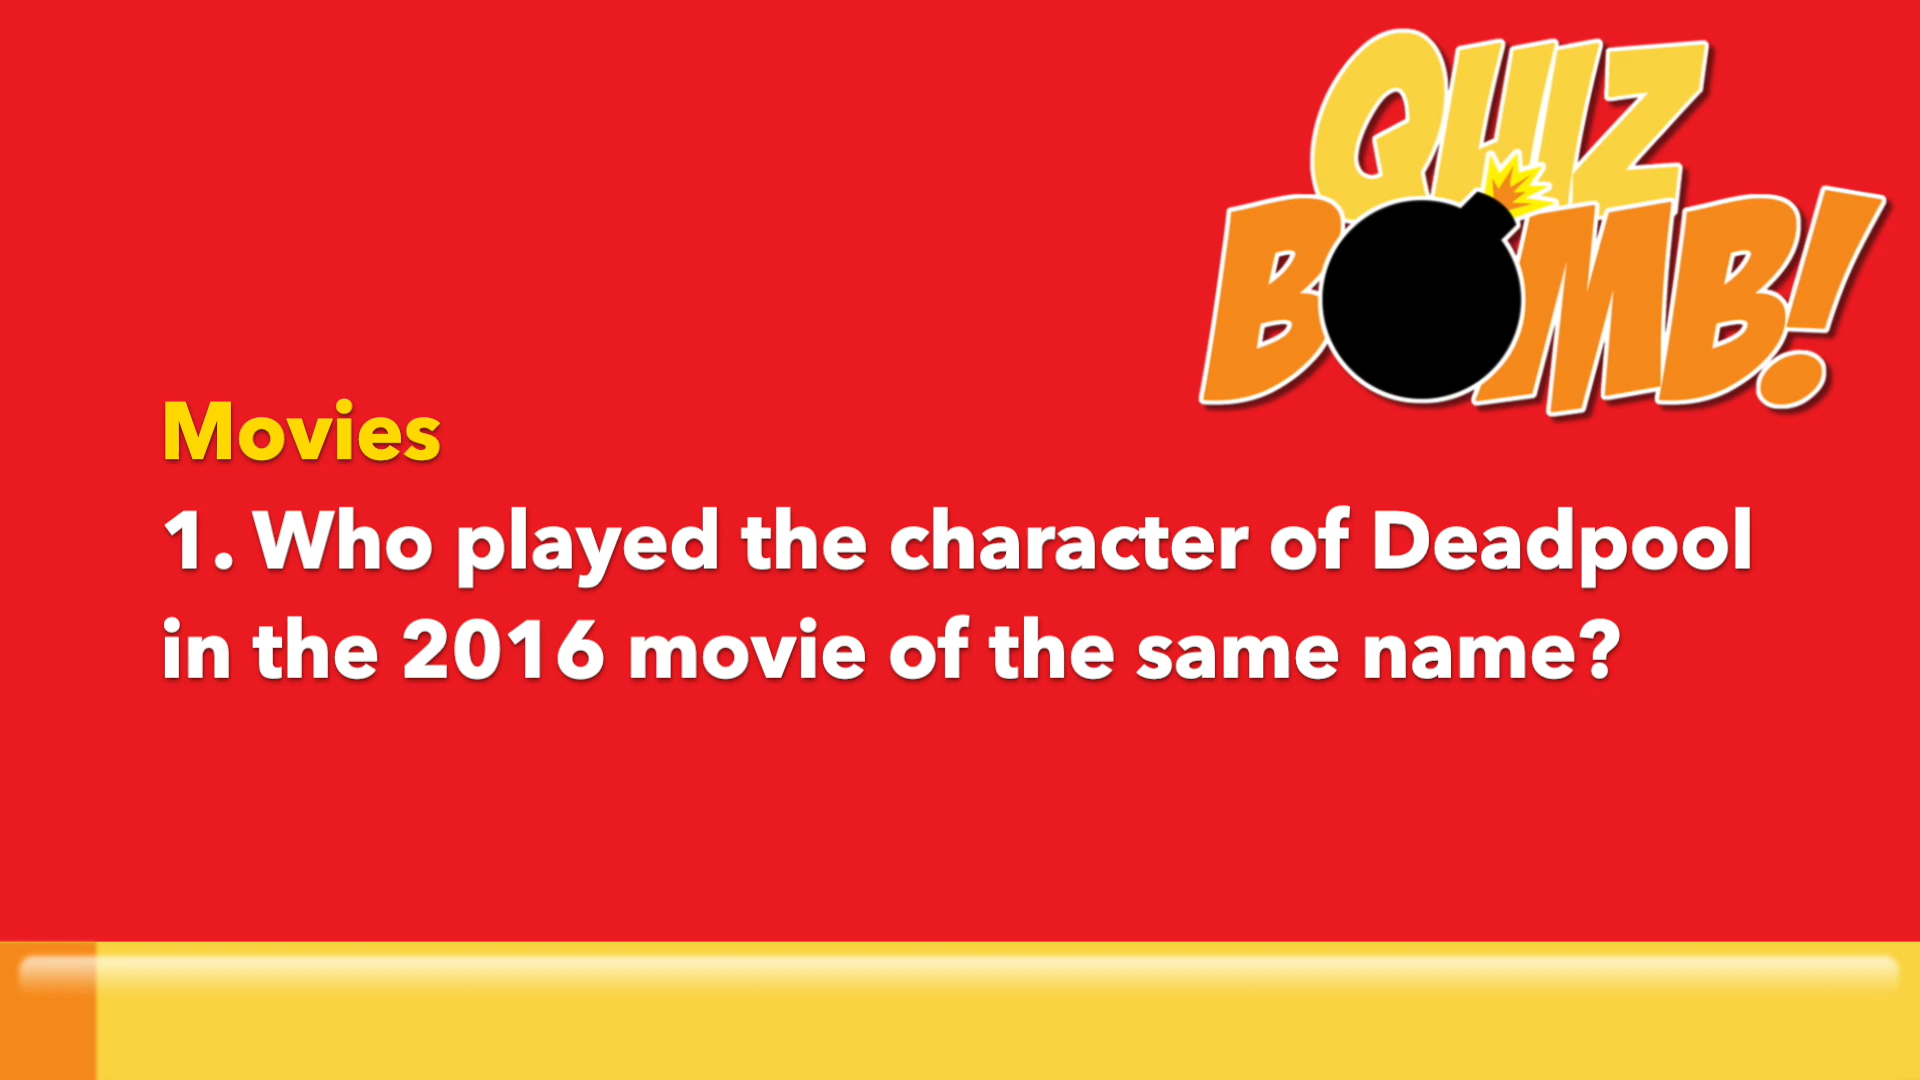 QUIZ
BOMB!
Movies
1. Who played the character of Deadpool
in the 2016 movie of the same name?